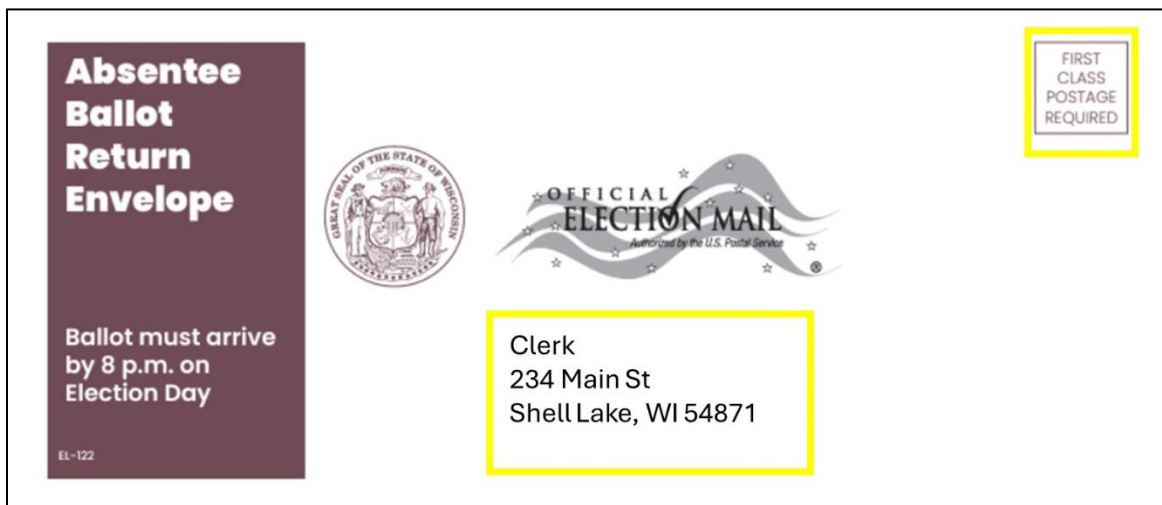 Absentee
Ballot
Return
Envelope
Ballot must arrive
by 8 p.m. on
Election Day
EL-122
GREAT SEAL OF THE STATE OF WISCONSIN
OFFICIAL
ELECTION MAIL
Authorized by the U.S. Postal Service
®
FIRST
CLASS
POSTAGE
REQUIRED
Clerk
234 Main St
Shell Lake, WI 54871